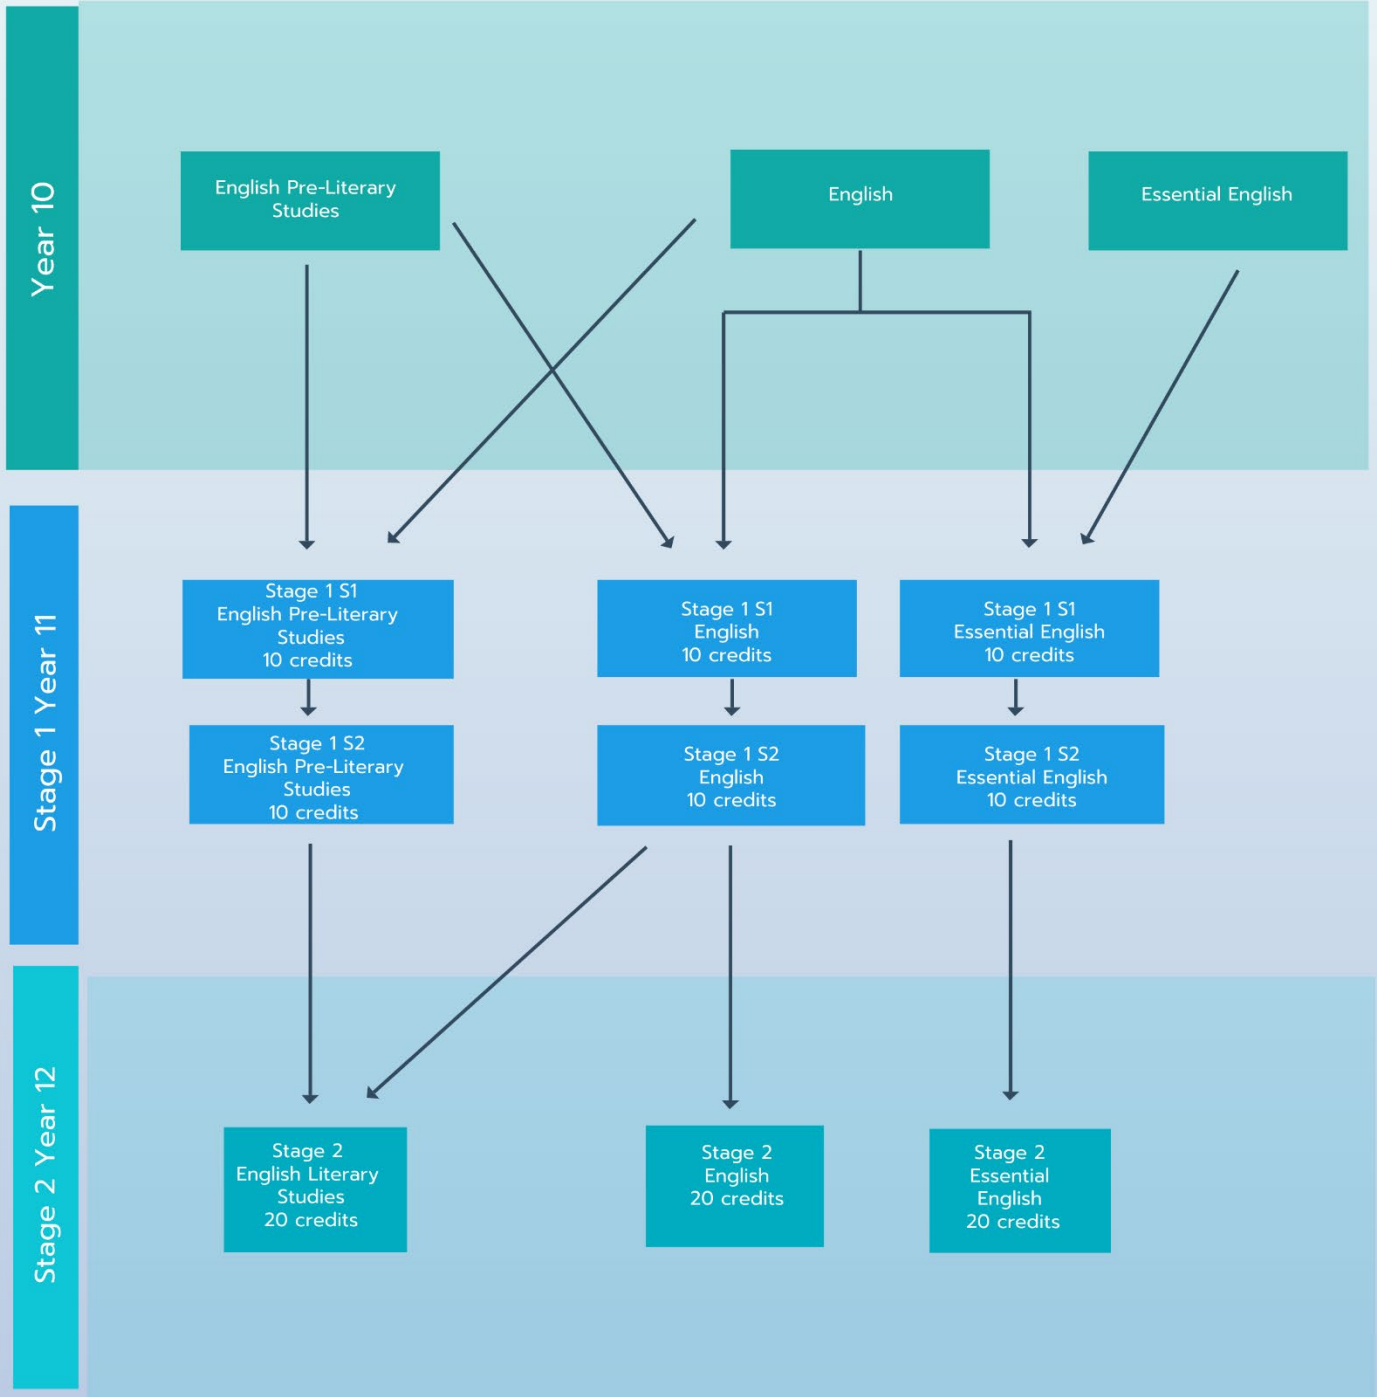 Year 10
English Pre-Literary
Studies
English
Essential English
Stage 1 Year 11
Stage 1 S1
English Pre-Literary
Studies
10 credits
Stage 1 S1
English
10 credits
Stage 1 S1
Essential English
10 credits
Stage 1 S2
English Pre-Literary
Studies
10 credits
Stage 1 S2
English
10 credits
Stage 1 S2
Essential English
10 credits
Stage 2 Year 12
Stage 2
English Literary
Studies
20 credits
Stage 2
English
20 credits
Stage 2
Essential
English
20 credits